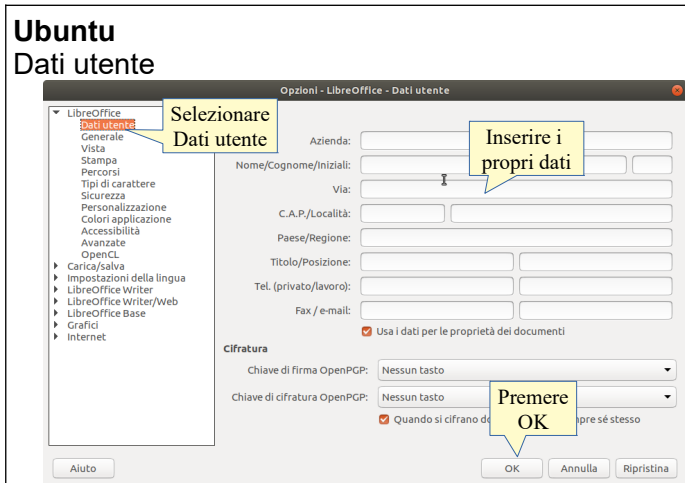 Ubuntu
Dati utente
Opzioni - LibreOffice - Dati utente
LibreOffice
Dati utente
Generale
Vista
Stampa
Percorsi
Tipi di carattere
Sicurezza
Personalizzazione
Colori applicazione
Accessibilità
Avanzate
OpenCL
Carica/salva
Impostazioni della lingua
LibreOffice Writer
LibreOffice Writer/Web
LibreOffice Base
Grafici
Internet
Selezionare
Dati utente
Inserire i
propri dati
Azienda:
Nome/Cognome/Iniziali:
Via:
C.A.P./Località:
Paese/Regione:
Titolo/Posizione:
Tel. (privato/lavoro):
Fax / e-mail:
Usa i dati per le proprietà dei documenti
Cifratura
Chiave di firma OpenPGP: Nessun tasto
Chiave di cifratura OpenPGP: Nessun tasto
Quando si cifrano sé stesso
Premere
OK
Aiuto
OK
Annulla
Ripristina